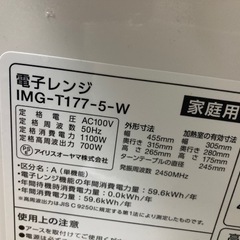 電子レンジ
IMG-T177-5-W
家庭用
定格電圧 AC100V
定格周波数 50Hz
定格消費電力 1100W
定格高周波出力 700W
アイリスオーヤマ株式会社
外形寸法
幅 455mm
奥行 315mm
高さ 265mm
ターンテーブル寸法
発振周波数 2450MHz
加熱室の有効寸法
幅 305mm
奥行 280mm
高さ 175mm
区分名:A(単機能)
電子レンジ機能の年間消費電力量:59.6kWh/年
年間待機時消費電力量:0.0kWh/年
年間消費電力量:59.6kWh/年
使用上の注意